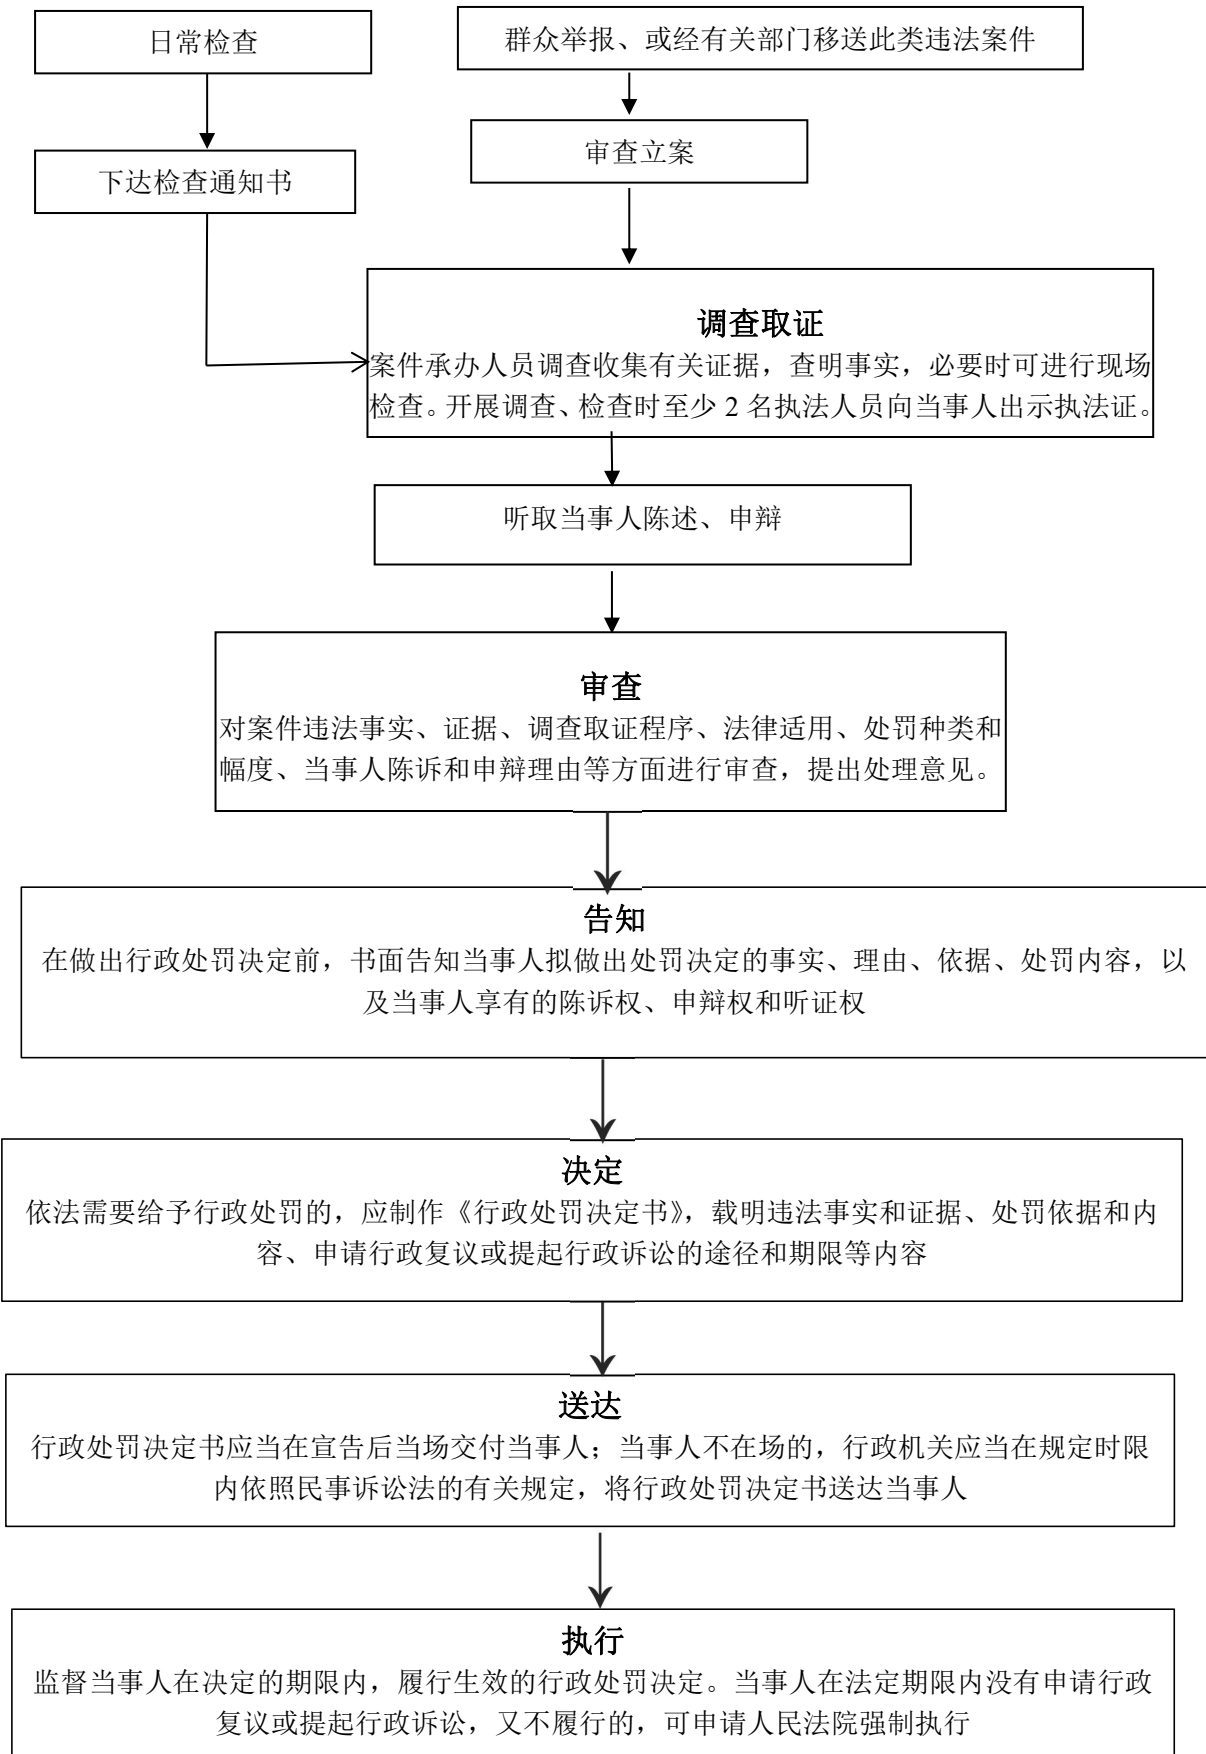 日常检查
群众举报、或经有关部门移送此类违法案件
审查立案
下达检查通知书
调查取证
案件承办人员调查收集有关证据，查明事实，必要时可进行现场
检查。开展调查、检查时至少 2 名执法人员向当事人出示执法证。
听取当事人陈述、申辩
审查
对案件违法事实、证据、调查取证程序、法律适用、处罚种类和
幅度、当事人陈诉和申辩理由等方面进行审查，提出处理意见。
告知
在做出行政处罚决定前，书面告知当事人拟做出处罚决定的事实、理由、依据、处罚内容，以
及当事人享有的陈诉权、申辩权和听证权
决定
依法需要给予行政处罚的，应制作《行政处罚决定书》，载明违法事实和证据、处罚依据和内
容、申请行政复议或提起行政诉讼的途径和期限等内容
送达
行政处罚决定书应当在宣告后当场交付当事人；当事人不在场的，行政机关应当在规定时限
内依照民事诉讼法的有关规定，将行政处罚决定书送达当事人
执行
监督当事人在决定的期限内，履行生效的行政处罚决定。当事人在法定期限内没有申请行政
复议或提起行政诉讼，又不履行的，可申请人民法院强制执行